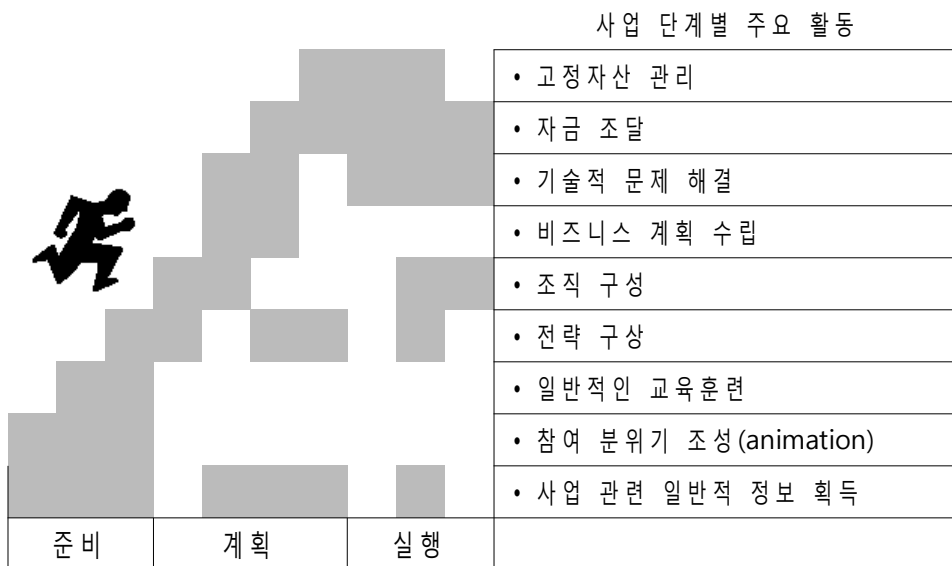 사업 단계별 주요 활동
• 고정자산 관리
• 자금 조달
• 기술적 문제 해결
• 비즈니스 계획 수립
• 조직 구성
• 전략 구상
• 일반적인 교육훈련
• 참여 분위기 조성(animation)
• 사업 관련 일반적 정보 획득
준비 계획 실행